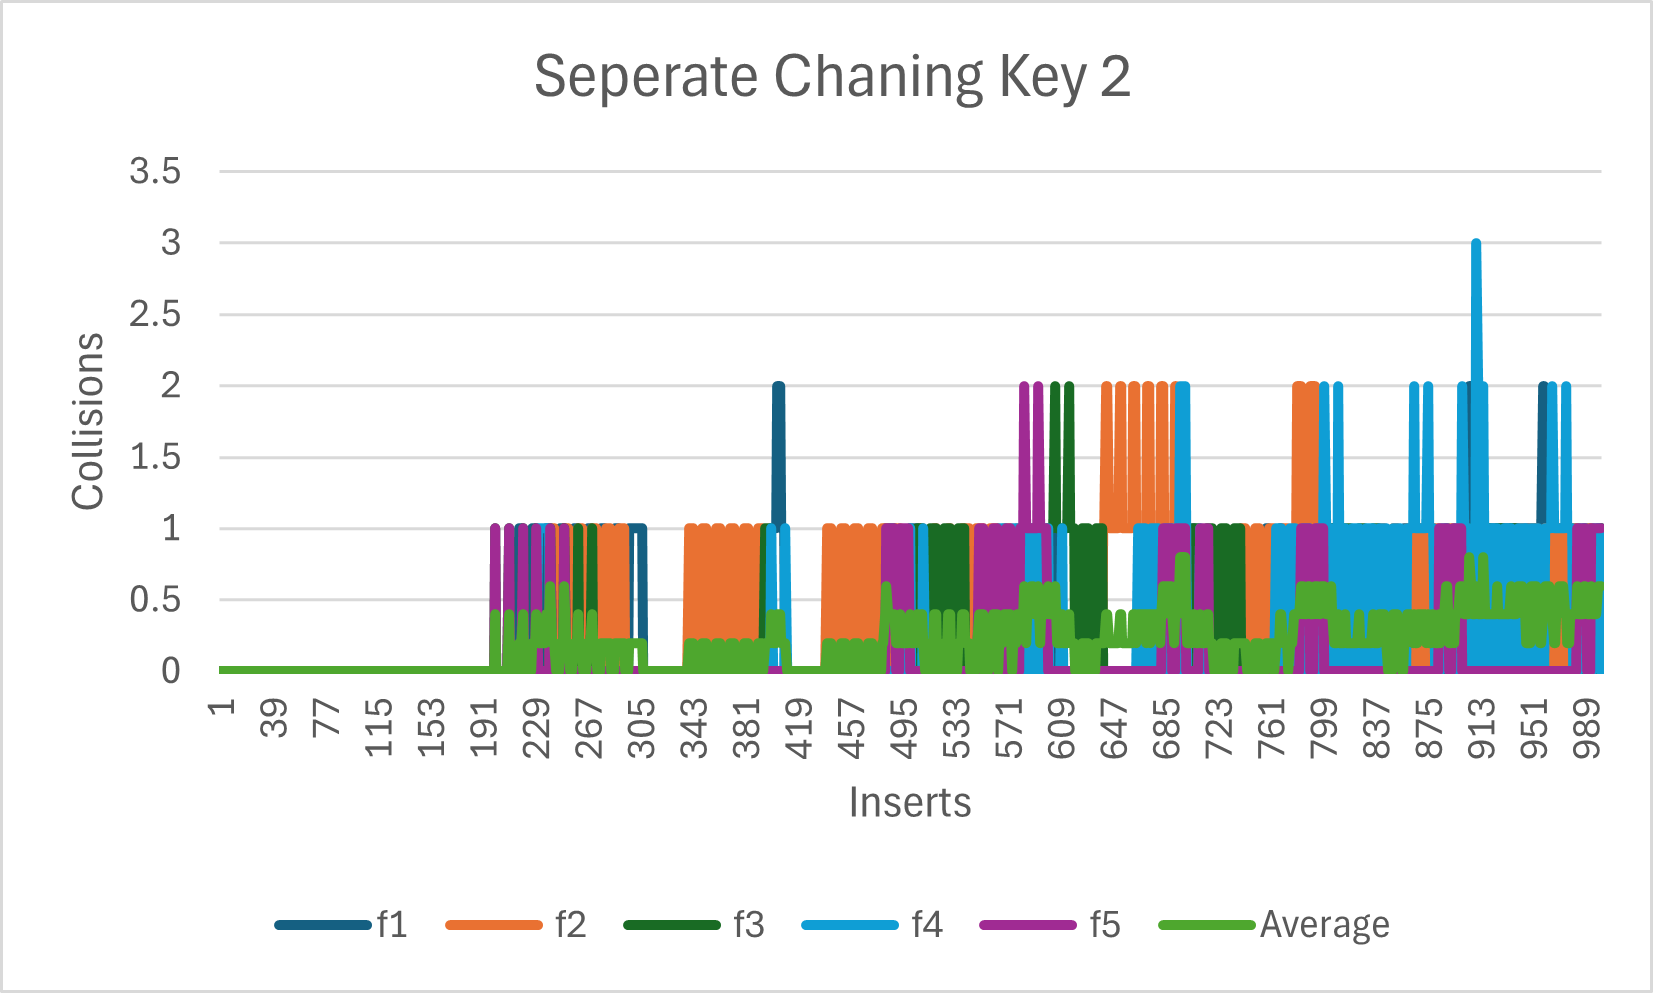 Seperate Chaning Key 2
3.5
3
2.5
2
1.5
1
0.5
0
Collisions
1 39 77 115 153 191 229 267 305 343 381 419 457 495 533 571 609 647 685 723 761 799 837 875 913 951 989
Inserts
f1 f2 f3 f4 f5 Average